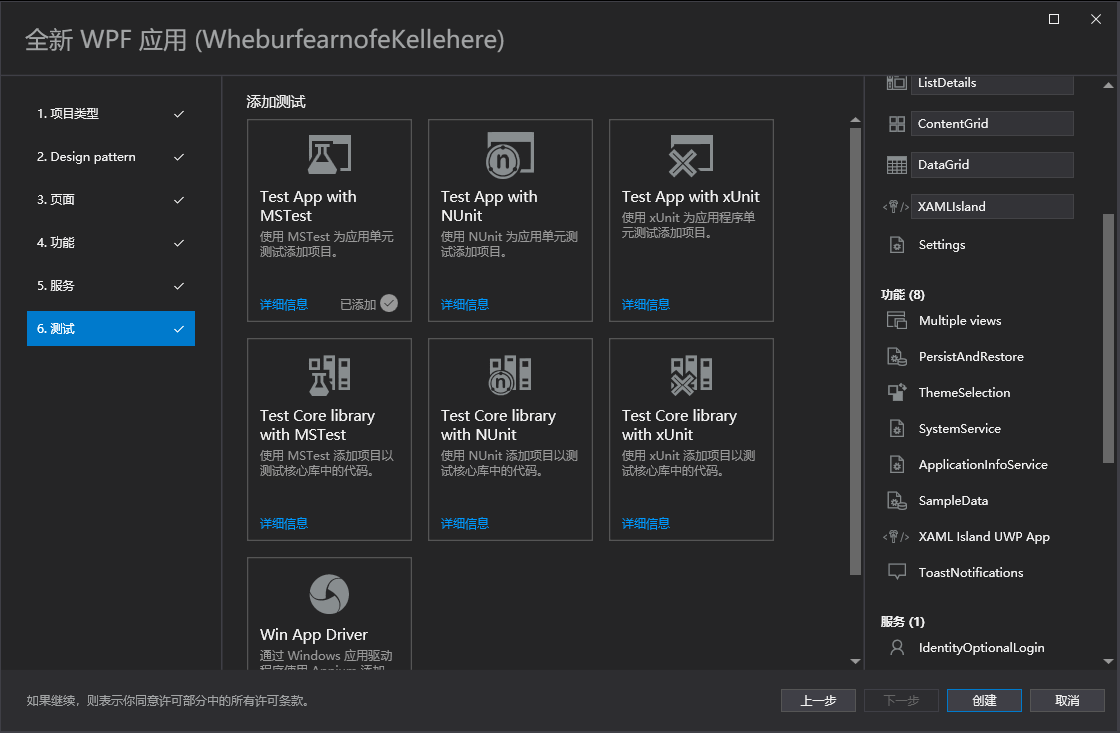 全新 WPF 应用 (WheburfearnofeKellehere)
1. 项目类型
2. Design pattern
3. 页面
4. 功能
5. 服务
6. 测试
添加测试
Test App with
MSTest
使用 MSTest 为应用单元
测试添加项目。
详细信息
已添加
Test App with
NUnit
使用 NUnit 为应用单元测
试添加项目。
详细信息
Test App with xUnit
使用 xUnit 为应用程序单
元测试添加项目。
详细信息
Test Core library
with MSTest
使用 MSTest 添加项目以
测试核心库中的代码。
详细信息
Test Core library
with NUnit
使用 NUnit 添加项目以测
试核心库中的代码。
详细信息
Test Core library
with xUnit
使用 xUnit 添加项目以测
试核心库中的代码。
详细信息
Win App Driver
通过 Windows 应用驱动
程序使用 Appium 添加
ListDetails
ContentGrid
DataGrid
XAMLIsland
Settings
功能 (8)
Multiple views
PersistAndRestore
ThemeSelection
SystemService
ApplicationInfoService
SampleData
XAML Island UWP App
ToastNotifications
服务 (1)
IdentityOptionalLogin
如果继续，则表示你同意许可部分中的所有许可条款。
上一步
下一步
创建
取消